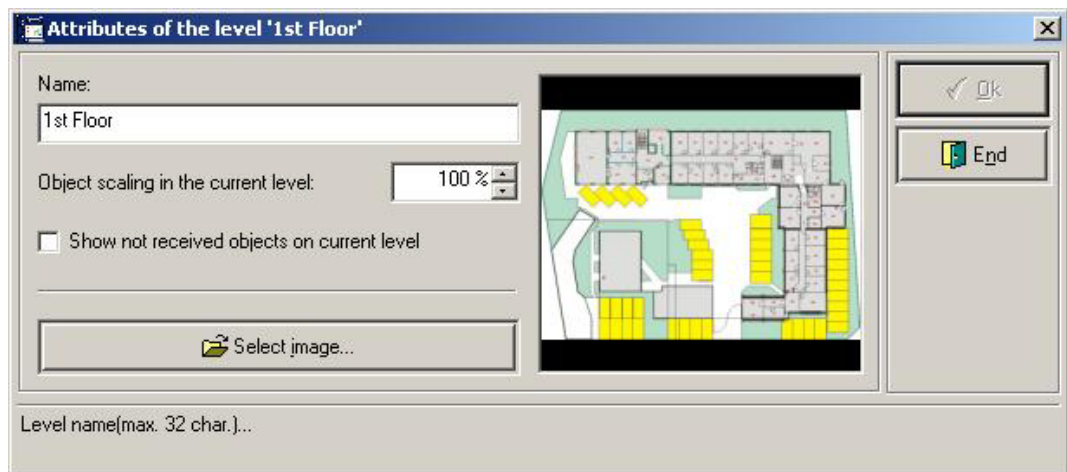 Attributes of the level '1st Floor'
Name:
1st Floor
Object scaling in the current level:
100 %
Show not received objects on current level
Select image...
Ok
End
Level name(max. 32 char.)...